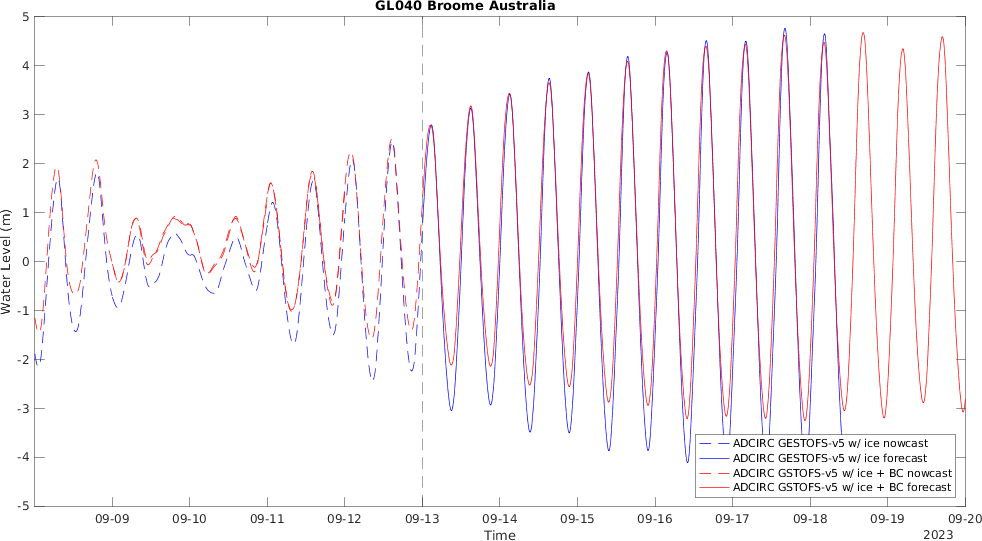 GL040 Broome Australia
5
4
3
2
1
0
-1
-2
-3
-4
-5
Water Level (m)
ADCIRC GESTOFS-v5 w/ ice nowcast
ADCIRC GESTOFS-v5 w/ ice forecast
ADCIRC GSTOFS-v5 w/ ice + BC nowcast
ADCIRC GSTOFS-v5 w/ ice + BC forecast
09-09 09-10 09-11 09-12 09-13 09-14 09-15 09-16 09-17 09-18 09-19 09-20
Time
2023